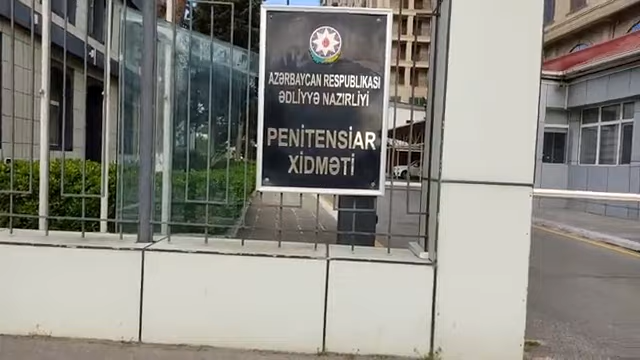 AZƏRBAYCAN RESPUBLİKASI
ƏDLİYYƏ NAZİRLİYİ
PENİTENSİAR
XİDMƏTİ